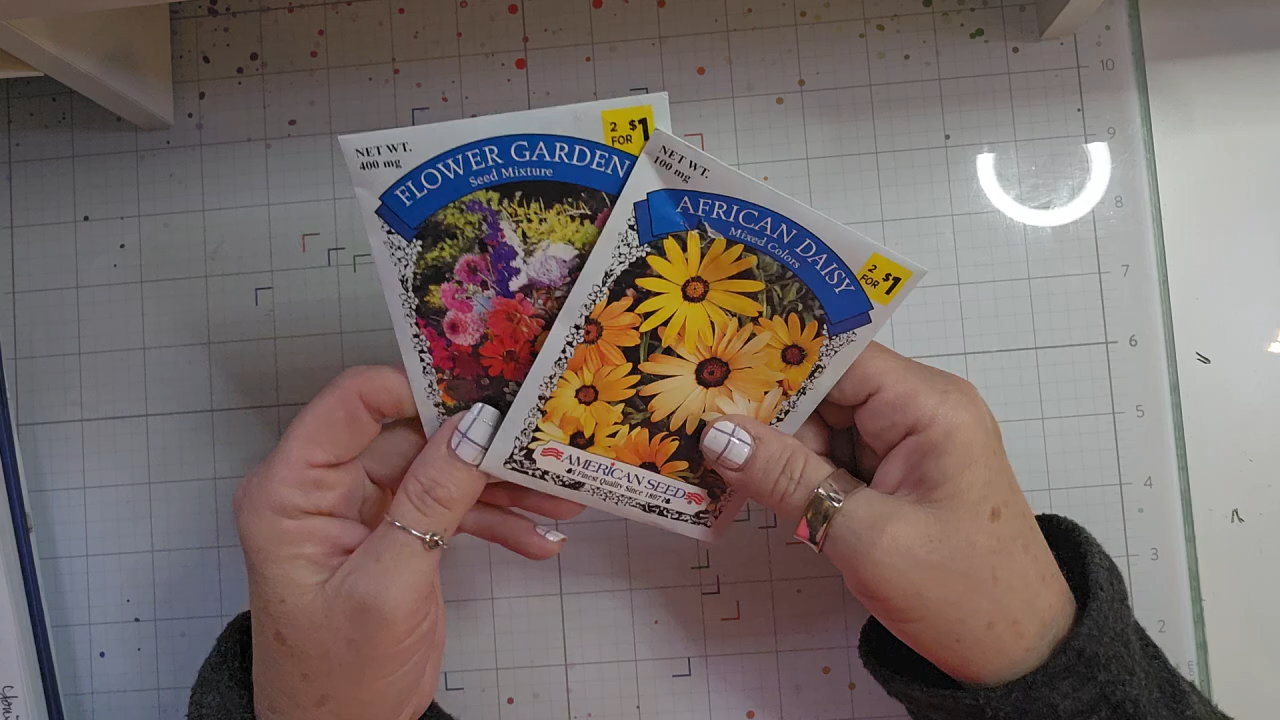 NET WT.
400 mg
2 FOR $1
FLOWER GARDEN
Seed Mixture
NET WT.
100 mg
2 FOR $1
AFRICAN DAISY
Mixed Colors
AMERICAN SEED
Finest Quality Since 1807
10
9
8
7
6
5
4
3
2